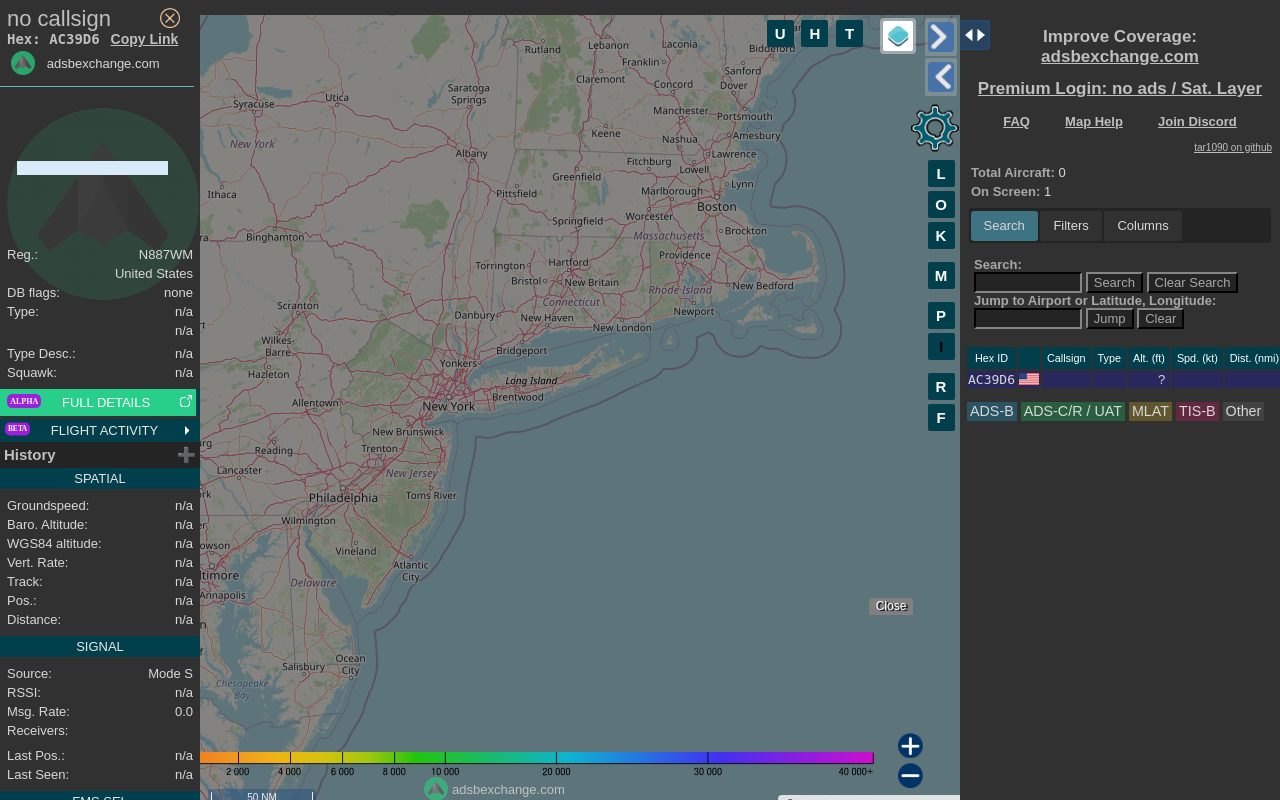 no callsign
Hex: AC39D6 Copy Link
adsbexchange.com
Reg.: N887WM
United States
DB flags: none
Type: n/a
n/a
Type Desc.: n/a
Squawk: n/a
ALPHA FULL DETAILS
BETA FLIGHT ACTIVITY
History
SPATIAL
Groundspeed: n/a
Baro. Altitude: n/a
WGS84 altitude: n/a
Vert. Rate: n/a
Track: n/a
Pos.: n/a
Distance: n/a
SIGNAL
Source: Mode S
RSSI: n/a
Msg. Rate: 0.0
Receivers:
Last Pos.: n/a
Last Seen: n/a
FMS SEL
U H T
L
O
K
M
P
I
R
F
Rutland
Lebanon
Laconia
Biddeford
Franklin
Sanford
Claremont
Concord
Dover
Saratoga
Springs
Utica
Syracuse
Manchester
Portsmouth
Keene
Nashua
Amesbury
New York
Albany
Fitchburg
Lawrence
Greenfield
Lowell
Ithaca
Pittsfield
Marlborough
Lynn
Boston
Worcester
Springfield
Brockton
Binghamton
Massachusetts
Providence
Torrington
Hartford
Bristol
New Britain
New Bedford
Rhode Island
Scranton
Connecticut
Newport
Danbury
New Haven
New London
Wilkes-
Barre
Bridgeport
Yonkers
Hazleton
Long Island
Brentwood
Allentown
New York
New Brunswick
Reading
Trenton
Lancaster
New Jersey
Philadelphia
Toms River
Wilmington
Vineland
Atlantic
City
ltimore
Delaware
Annapolis
Ocean
City
Salisbury
Chesapeake
Bay
Close
2 000 4 000 6 000 8 000 10 000 20 000 30 000 40 000+
adsbexchange.com
50 NM
Improve Coverage:
adsbexchange.com
Premium Login: no ads / Sat. Layer
FAQ Map Help Join Discord
tar1090 on github
Total Aircraft: 0
On Screen: 1
Search Filters Columns
Search:
Search Clear Search
Jump to Airport or Latitude, Longitude:
Jump Clear
Hex ID Callsign Type Alt. (ft) Spd. (kt) Dist. (nmi)
AC39D6 ?
ADS-B ADS-C/R / UAT MLAT TIS-B Other